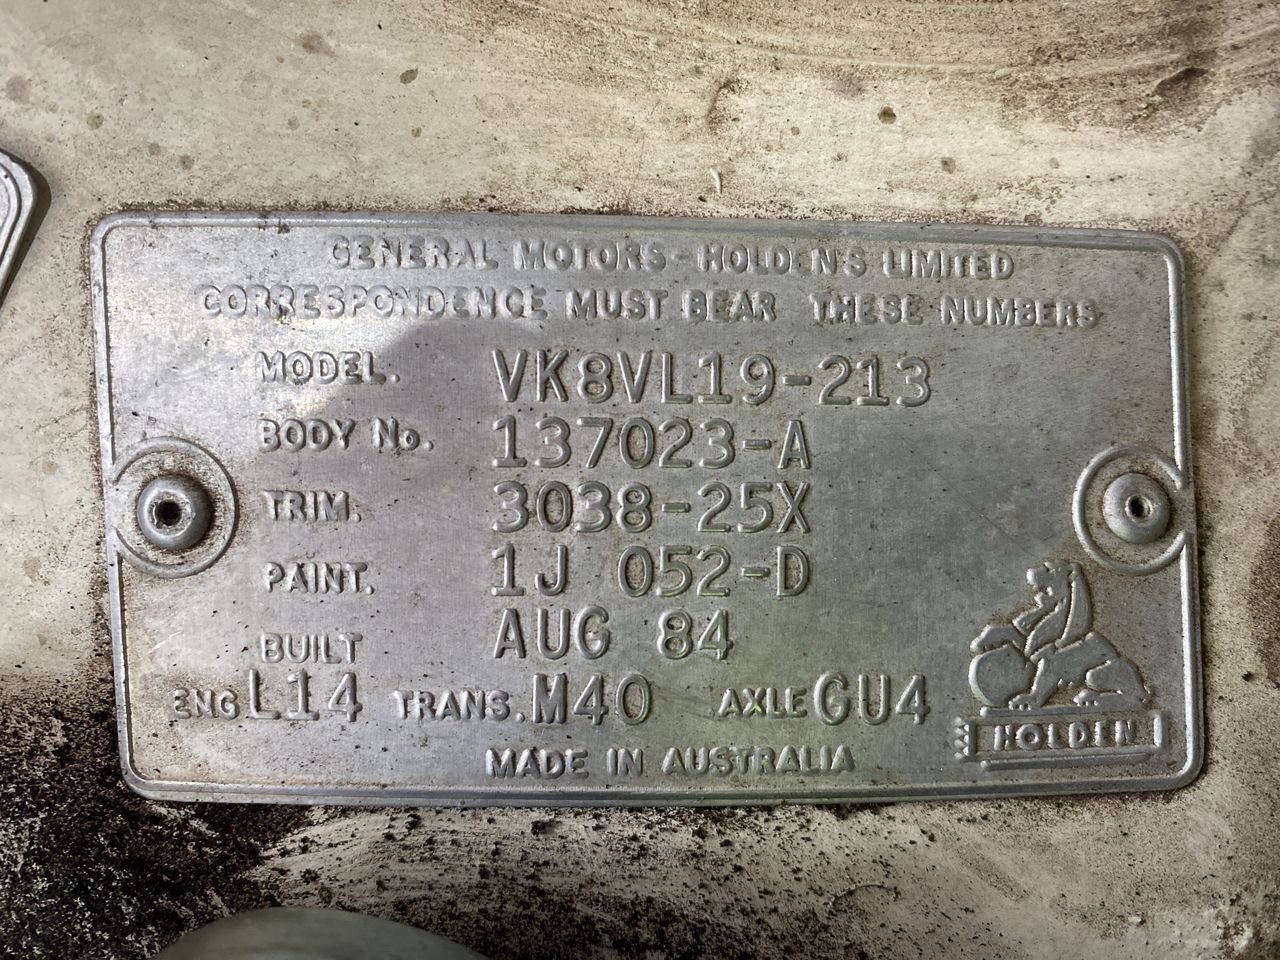 GENERAL MOTORS - HOLDEN'S LIMITED
CORRESPONDENCE MUST BEAR THESE NUMBERS
MODEL. VK8VL19-213
BODY No. 137023-A
TRIM. 3038-25X
PAINT. 1J 052-D
BUILT AUG 84
ENG L14 TRANS. M40 AXLE GU4
HOLDEN
MADE IN AUSTRALIA